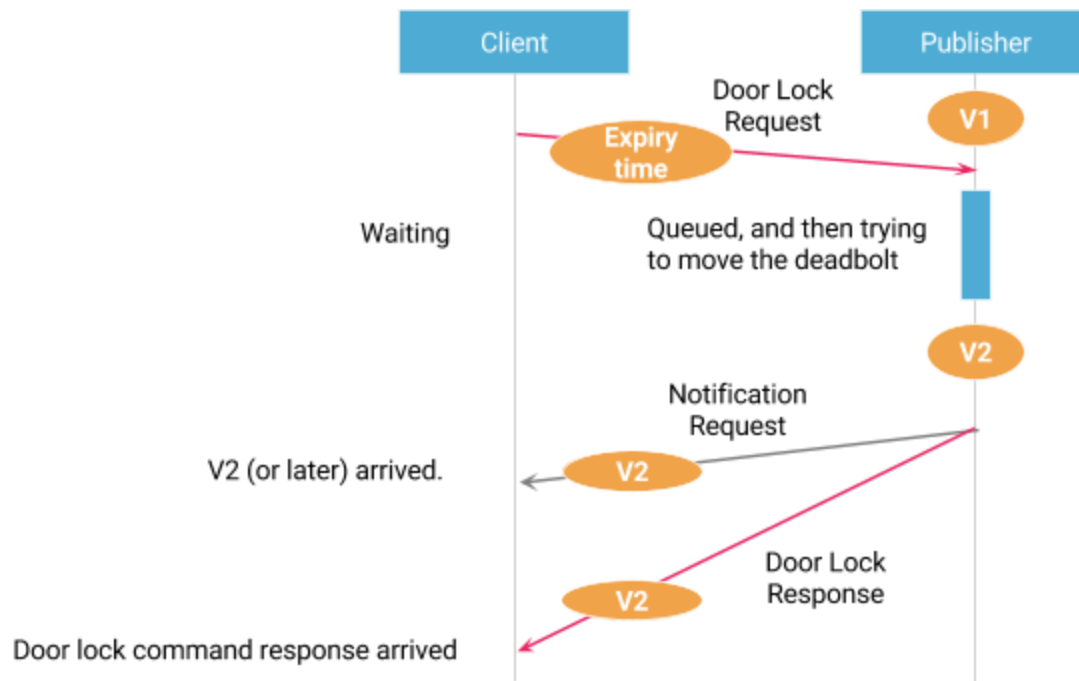 Client
Publisher
Door Lock
Request
V1
Expiry
time
Waiting
Queued, and then trying
to move the deadbolt
V2
Notification
Request
V2 (or later) arrived.
V2
Door Lock
Response
V2
Door lock command response arrived